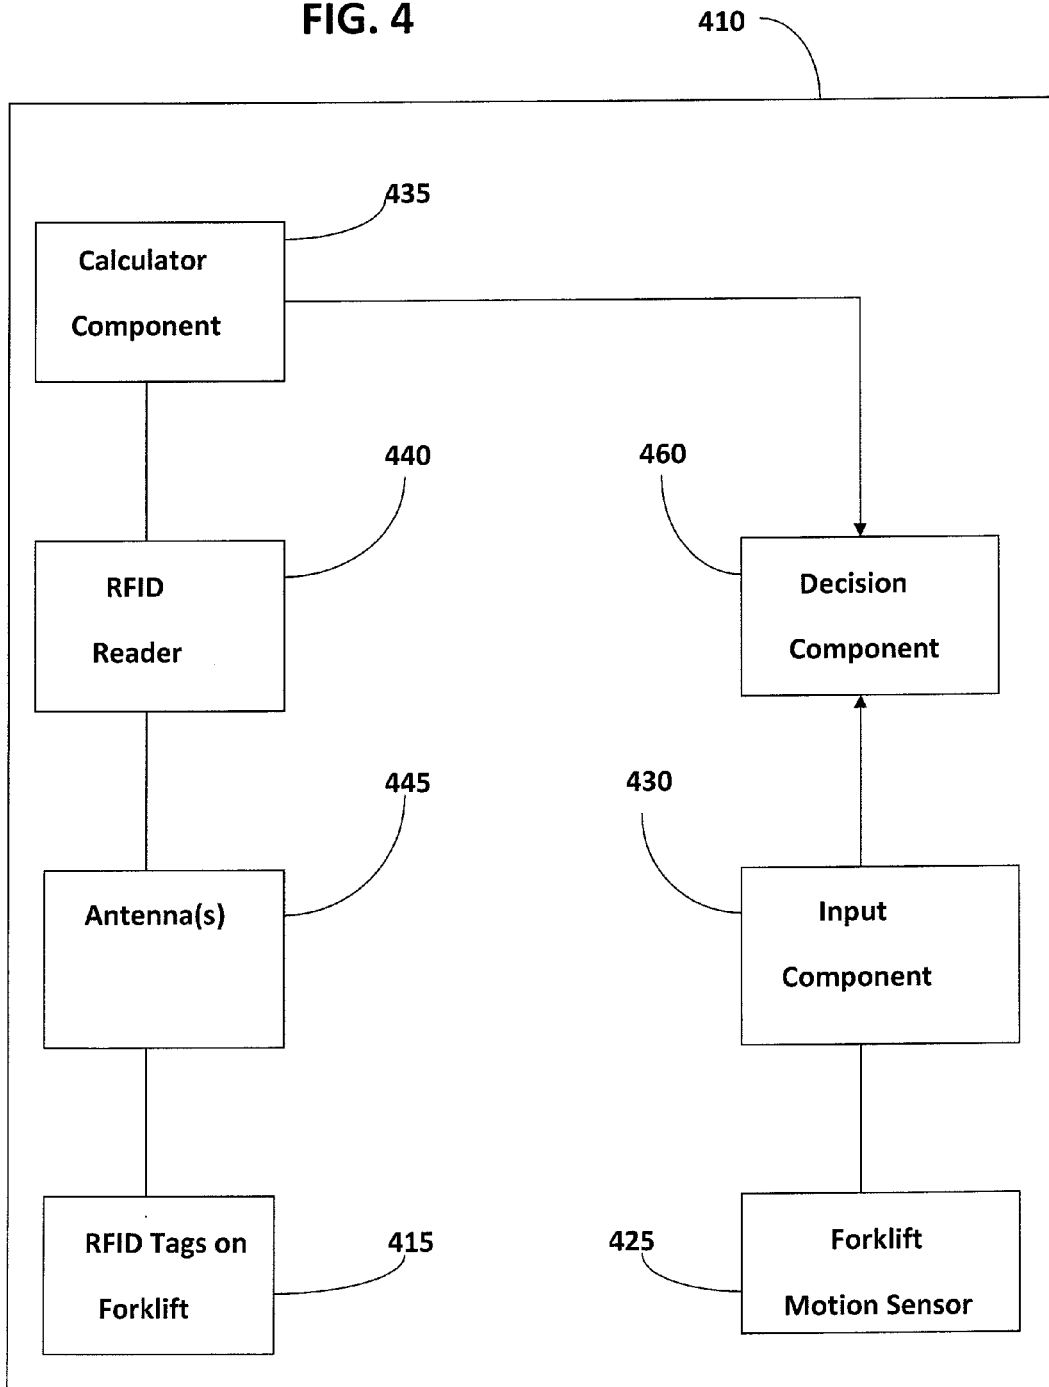 FIG. 4
410
435
Calculator
Component
440
460
RFID
Reader
Decision
Component
445
430
Antenna(s)
Input
Component
RFID Tags on
Forklift
415
425
Forklift
Motion Sensor